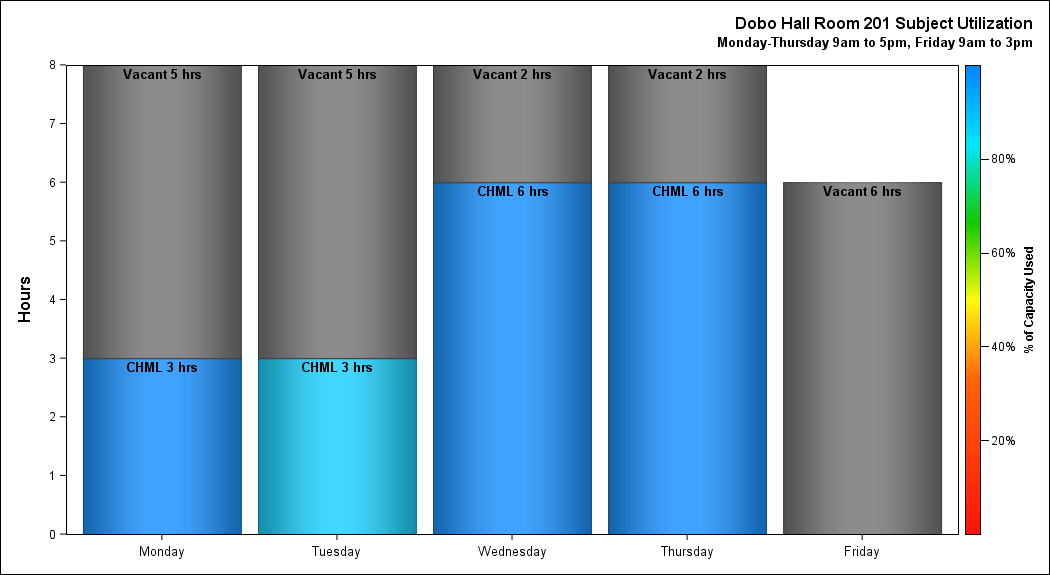 Dobo Hall Room 201 Subject Utilization
Monday-Thursday 9am to 5pm, Friday 9am to 3pm
Hours
8
7
6
5
4
3
2
1
0
Vacant 5 hrs
CHML 3 hrs
Vacant 5 hrs
CHML 3 hrs
Vacant 2 hrs
CHML 6 hrs
Vacant 2 hrs
CHML 6 hrs
Vacant 6 hrs
Monday
Tuesday
Wednesday
Thursday
Friday
80%
60%
40%
20%
% of Capacity Used